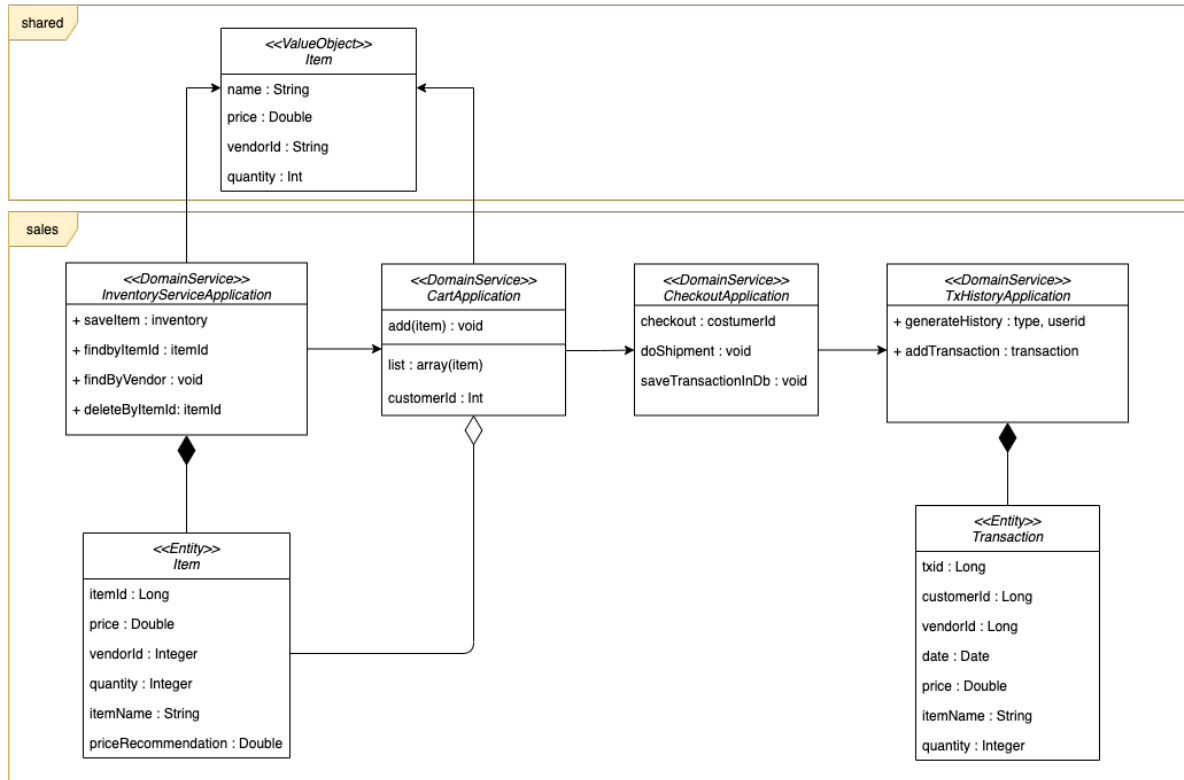 shared
<<ValueObject>>
Item
name : String
price : Double
vendorId : String
quantity : Int
sales
<<DomainService>>
InventoryServiceApplication
+ saveItem : inventory
+ findbyItemId : itemId
+ findByVendor : void
+ deleteByItemId: itemId
<<DomainService>>
CartApplication
add(item) : void
list : array(item)
customerId : Int
<<DomainService>>
CheckoutApplication
checkout : costumerId
doShipment : void
saveTransactionInDb : void
<<DomainService>>
TxHistoryApplication
+ generateHistory : type, userid
+ addTransaction : transaction
<<Entity>>
Item
itemId : Long
price : Double
vendorId : Integer
quantity : Integer
itemName : String
priceRecommendation : Double
<<Entity>>
Transaction
txid : Long
customerId : Long
vendorId : Long
date : Date
price : Double
itemName : String
quantity : Integer